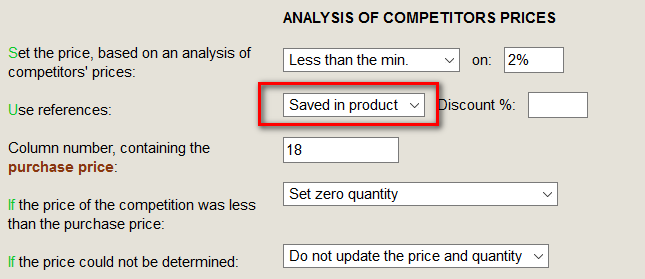 ANALYSIS OF COMPETITORS PRICES
Set the price, based on an analysis of
competitors' prices:
Less than the min. on: 2%
Use references:
Saved in product Discount %:
Column number, containing the
purchase price:
18
If the price of the competition was less
than the purchase price:
Set zero quantity
If the price could not be determined:
Do not update the price and quantity